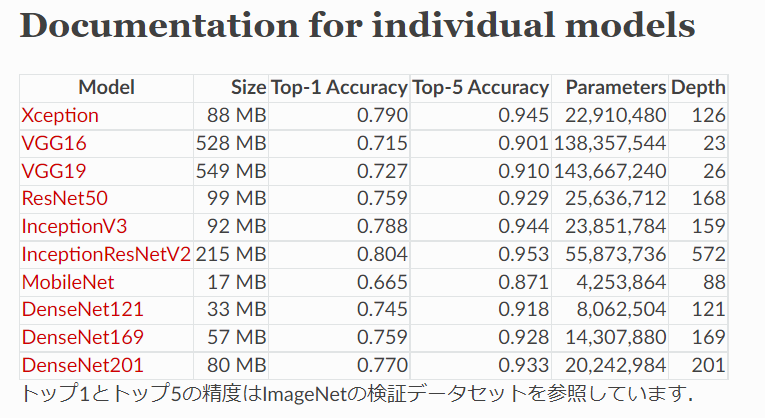 Documentation for individual models
Model Size Top-1 Accuracy Top-5 Accuracy Parameters Depth
Xception 88 MB 0.790 0.945 22,910,480 126
VGG16 528 MB 0.715 0.901 138,357,544 23
VGG19 549 MB 0.727 0.910 143,667,240 26
ResNet50 99 MB 0.759 0.929 25,636,712 168
InceptionV3 92 MB 0.788 0.944 23,851,784 159
InceptionResNetV2 215 MB 0.804 0.953 55,873,736 572
MobileNet 17 MB 0.665 0.871 4,253,864 88
DenseNet121 33 MB 0.745 0.918 8,062,504 121
DenseNet169 57 MB 0.759 0.928 14,307,880 169
DenseNet201 80 MB 0.770 0.933 20,242,984 201
トップ1とトップ5の精度はImageNetの検証データセットを参照しています．